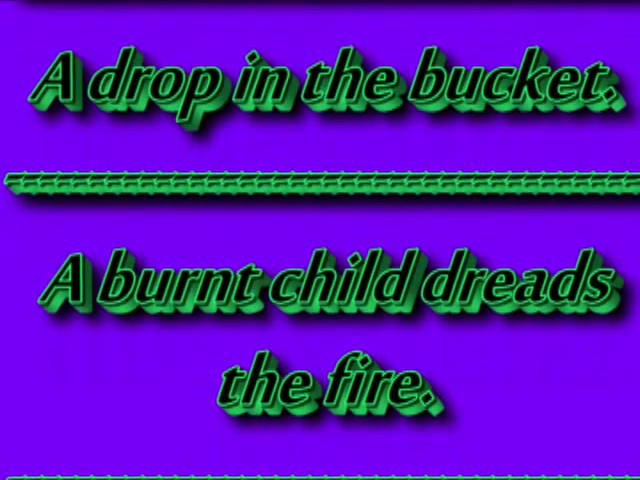 A drop in the bucket.
A burnt child dreads
the fire.